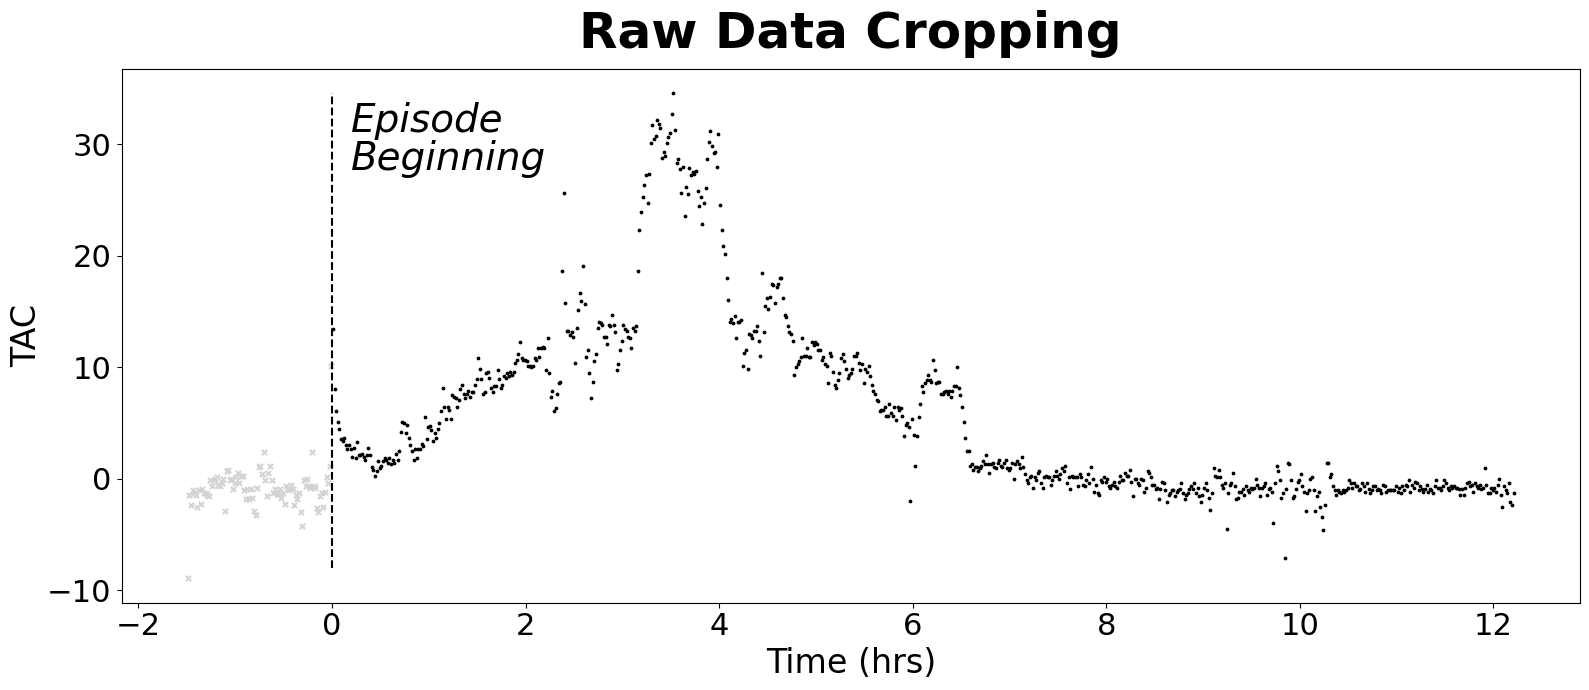 Raw Data Cropping
Episode
Beginning
TAC
30
20
10
0
−10
−2 0 2 4 6 8 10 12
Time (hrs)